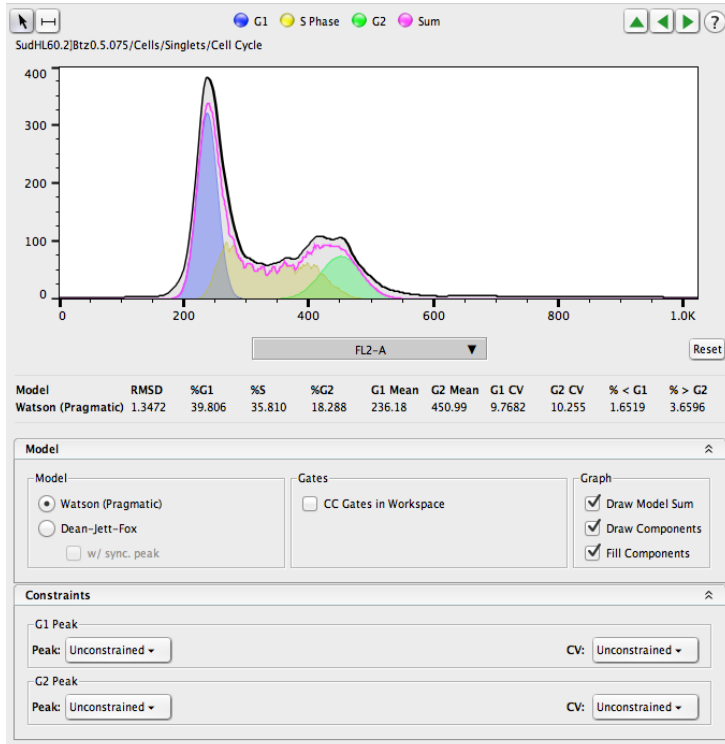 G1 S Phase G2 Sum ?
SudHL60.2]Btz0.5.075/Cells/Singlets/Cell Cycle
400
300
200
100
0
0 200 400 600 800 1.0K
FL2-A ▼ Reset
Model RMSD %G1 %S %G2 G1 Mean G2 Mean G1 CV G2 CV % < G1 % > G2
Watson (Pragmatic) 1.3472 39.806 35.810 18.288 236.18 450.99 9.7682 10.255 1.6519 3.6596
Model
Model Gates Graph
Watson (Pragmatic) CC Gates in Workspace Draw Model Sum
Dean-Jett-Fox Draw Components
w/ sync. peak Fill Components
Constraints
G1 Peak
Peak: Unconstrained CV: Unconstrained
G2 Peak
Peak: Unconstrained CV: Unconstrained